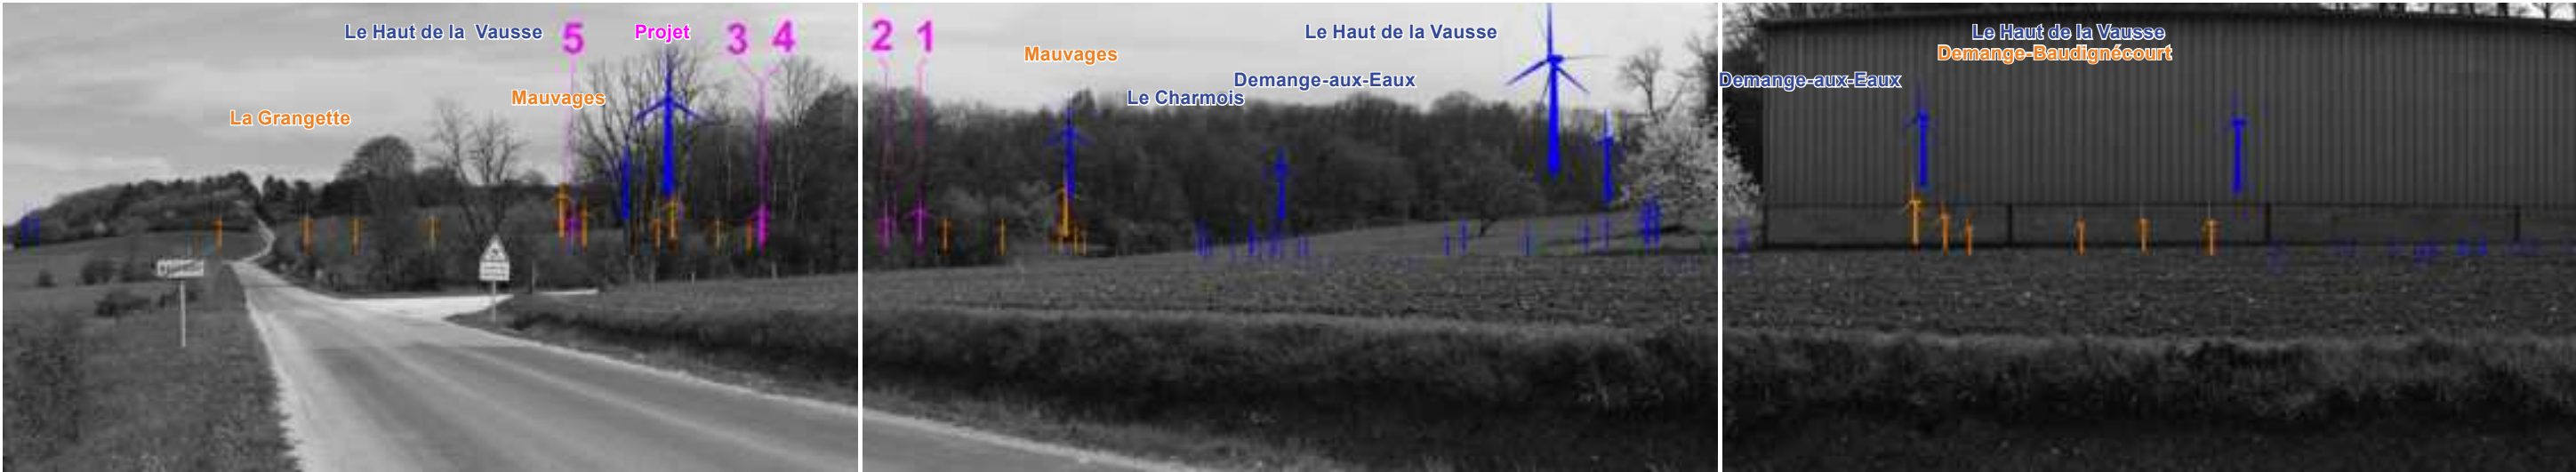 Le Haut de la Vausse
5
Projet
3
4
La Grangette
Mauvages
2
1
Mauvages
Le Haut de la Vausse
Demange-aux-Eaux
Le Charmois
Le Haut de la Vausse
Demange-Baudignécourt
Demange-aux-Eaux